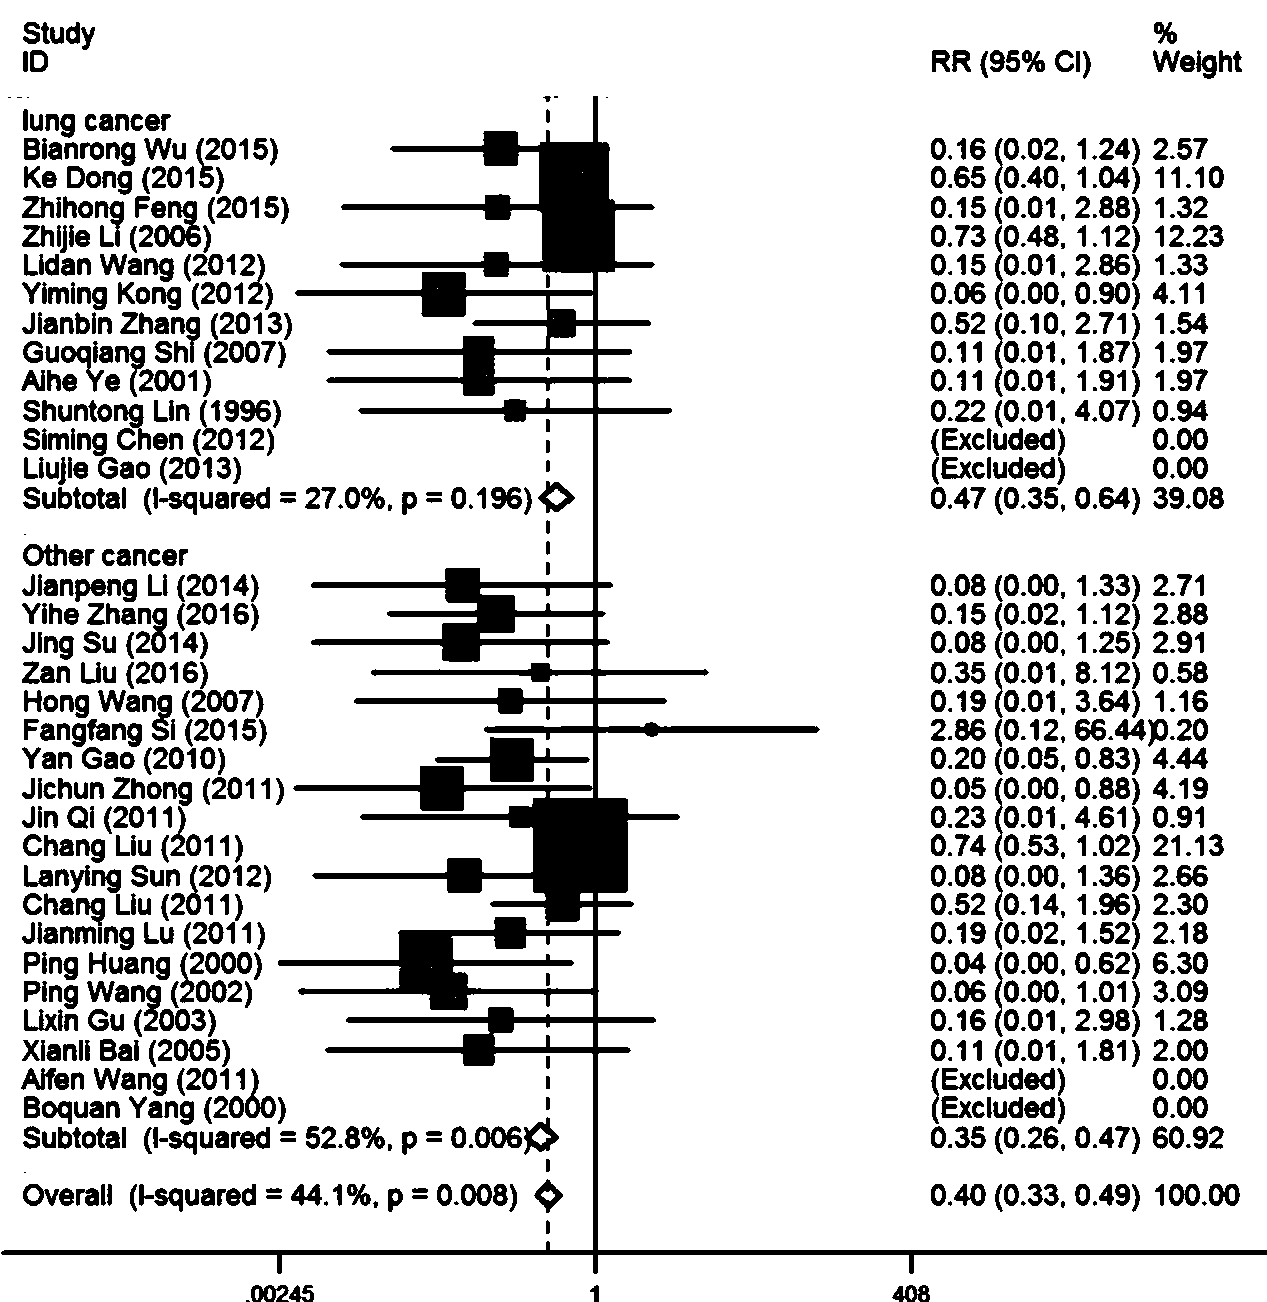 Study %
ID RR (95% CI) Weight
lung cancer
Bianrong Wu (2015) 0.16 (0.02, 1.24) 2.57
Ke Dong (2015) 0.65 (0.40, 1.04) 11.10
Zhihong Feng (2015) 0.15 (0.01, 2.88) 1.32
Zhijie Li (2006) 0.73 (0.48, 1.12) 12.23
Lidan Wang (2012) 0.15 (0.01, 2.86) 1.33
Yiming Kong (2012) 0.06 (0.00, 0.90) 4.11
Jianbin Zhang (2013) 0.52 (0.10, 2.71) 1.54
Guoqiang Shi (2007) 0.11 (0.01, 1.87) 1.97
Aihe Ye (2001) 0.11 (0.01, 1.91) 1.97
Shuntong Lin (1996) 0.22 (0.01, 4.07) 0.94
Siming Chen (2012) (Excluded) 0.00
Liujie Gao (2013) (Excluded) 0.00
Subtotal (I-squared = 27.0%, p = 0.196) 0.47 (0.35, 0.64) 39.08
Other cancer
Jianpeng Li (2014) 0.08 (0.00, 1.33) 2.71
Yihe Zhang (2016) 0.15 (0.02, 1.12) 2.88
Jing Su (2014) 0.08 (0.00, 1.25) 2.91
Zan Liu (2016) 0.35 (0.01, 8.12) 0.58
Hong Wang (2007) 0.19 (0.01, 3.64) 1.16
Fangfang Si (2015) 2.86 (0.12, 66.44) 0.20
Yan Gao (2010) 0.20 (0.05, 0.83) 4.44
Jichun Zhong (2011) 0.05 (0.00, 0.88) 4.19
Jin Qi (2011) 0.23 (0.01, 4.61) 0.91
Chang Liu (2011) 0.74 (0.53, 1.02) 21.13
Lanying Sun (2012) 0.08 (0.00, 1.36) 2.66
Chang Liu (2011) 0.52 (0.14, 1.96) 2.30
Jianming Lu (2011) 0.19 (0.02, 1.52) 2.18
Ping Huang (2000) 0.04 (0.00, 0.62) 6.30
Ping Wang (2002) 0.06 (0.00, 1.01) 3.09
Lixin Gu (2003) 0.16 (0.01, 2.98) 1.28
Xianli Bai (2005) 0.11 (0.01, 1.81) 2.00
Aifen Wang (2011) (Excluded) 0.00
Boquan Yang (2000) (Excluded) 0.00
Subtotal (I-squared = 52.8%, p = 0.006) 0.35 (0.26, 0.47) 60.92
Overall (I-squared = 44.1%, p = 0.008) 0.40 (0.33, 0.49) 100.00
.00245 1 408